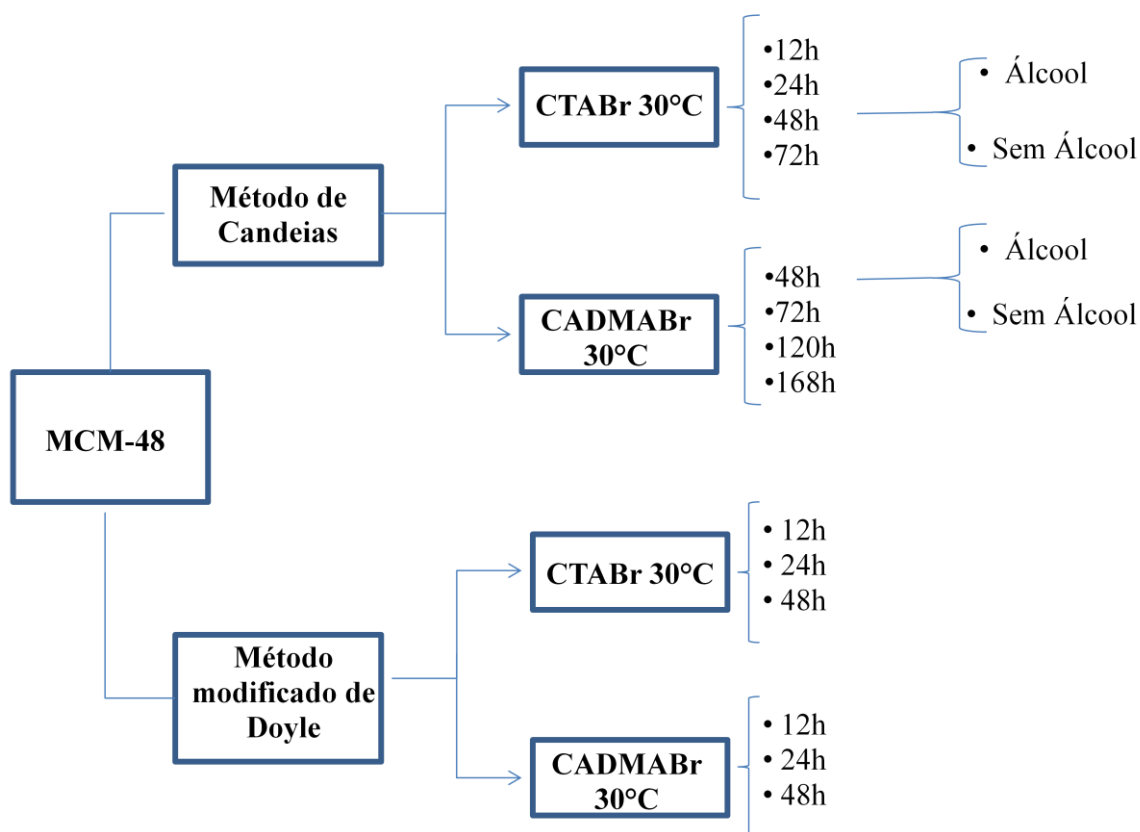 MCM-48
Método de
Candeias
CTABr 30°C
•12h
•24h
•48h
•72h
• Álcool
• Sem Álcool
CADMABr
30°C
•48h
•72h
•120h
•168h
• Álcool
• Sem Álcool
Método
modificado de
Doyle
CTABr 30°C
• 12h
• 24h
• 48h
CADMABr
30°C
• 12h
• 24h
• 48h